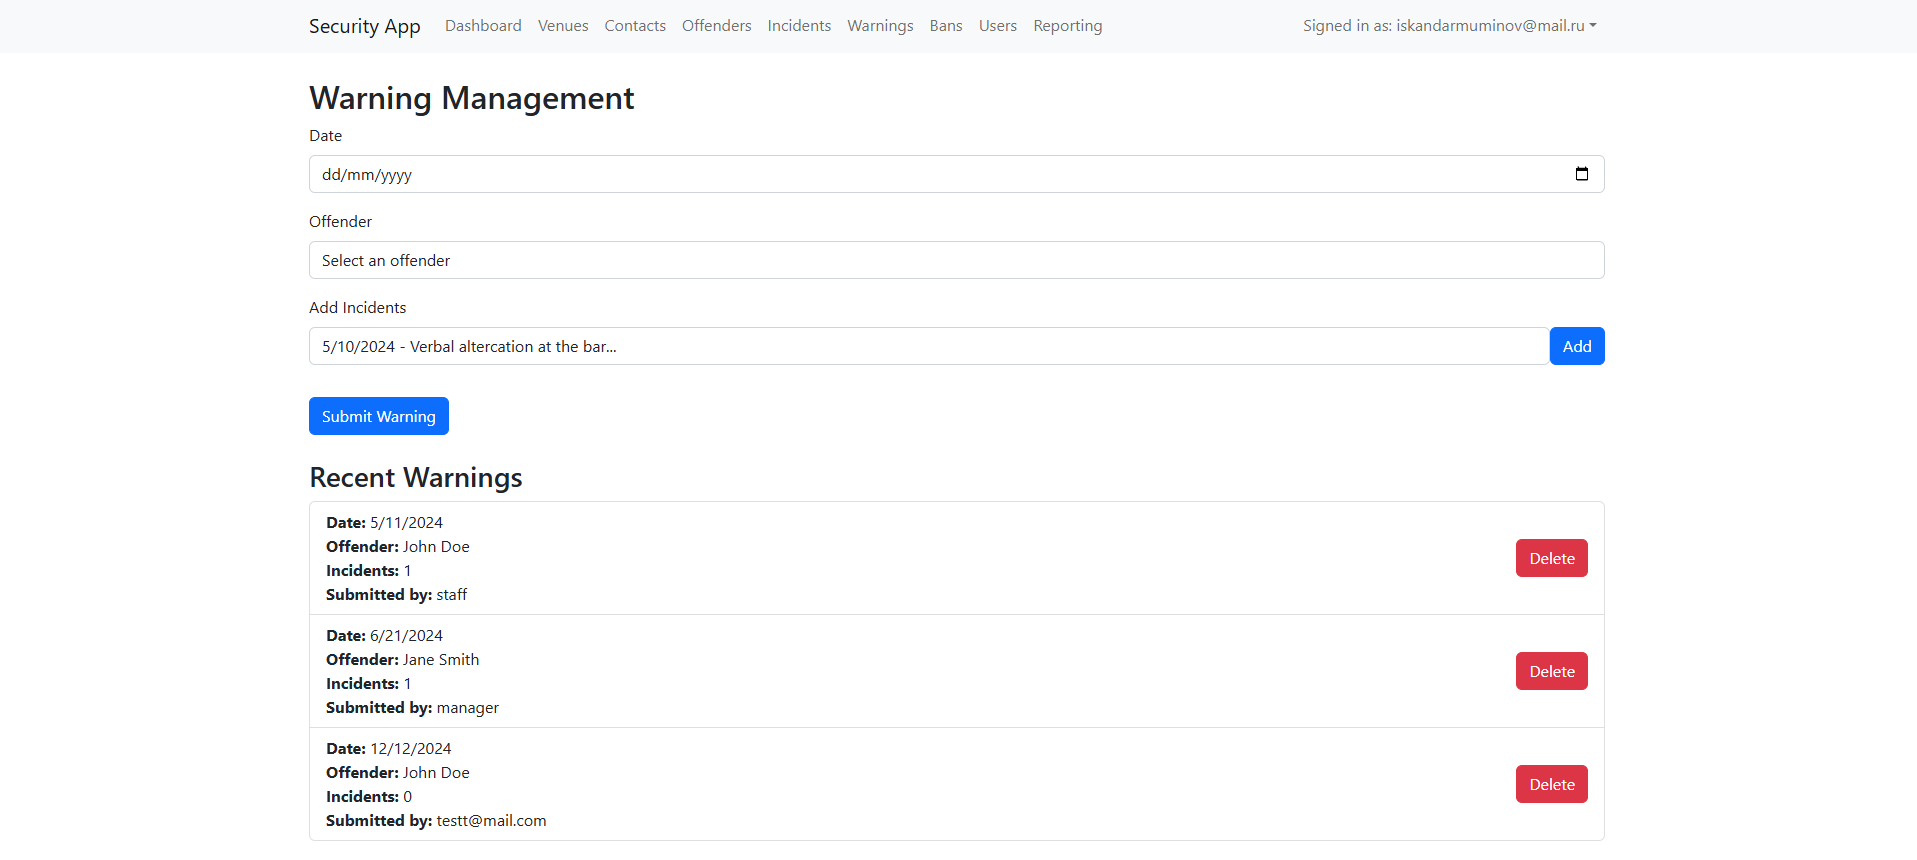 Security App Dashboard Venues Contacts Offenders Incidents Warnings Bans Users Reporting Signed in as: iskandarmuminov@mail.ru
Warning Management
Date
dd/mm/yyyy
Offender
Select an offender
Add Incidents
5/10/2024 - Verbal altercation at the bar... Add
Submit Warning
Recent Warnings
Date: 5/11/2024
Offender: John Doe
Incidents: 1
Submitted by: staff
Delete
Date: 6/21/2024
Offender: Jane Smith
Incidents: 1
Submitted by: manager
Delete
Date: 12/12/2024
Offender: John Doe
Incidents: 0
Submitted by: testt@mail.com
Delete